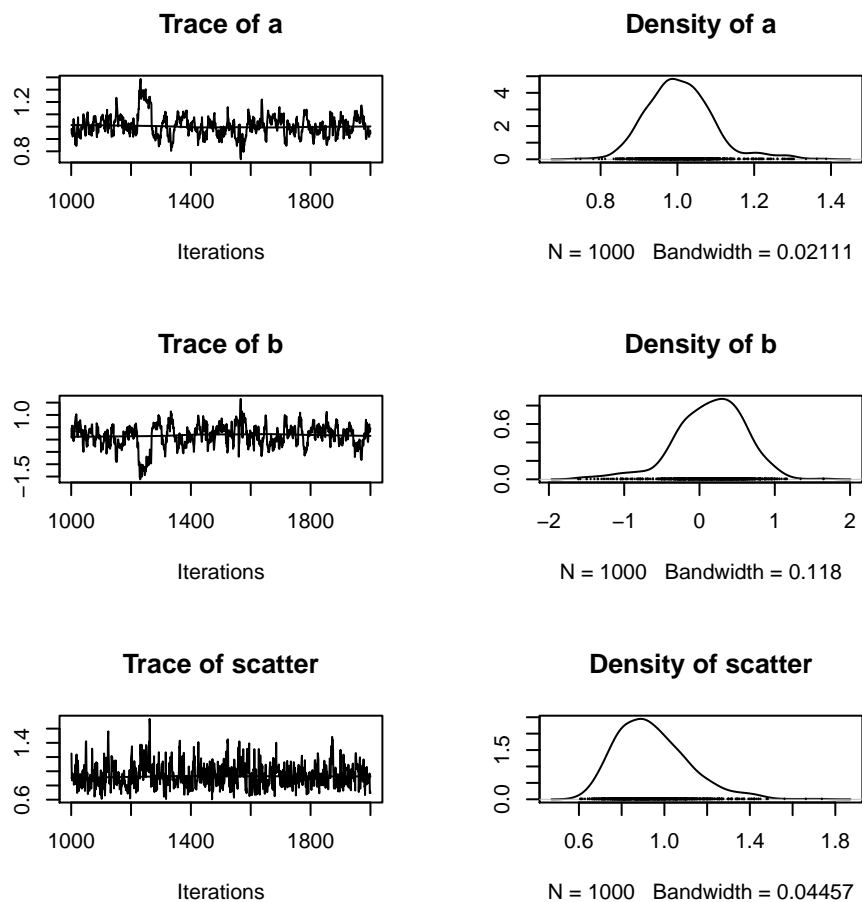 Trace of a
Density of a
0.8 1.2
1000 1400 1800
Iterations
0 2 4
0.8 1.0 1.2 1.4
N = 1000 Bandwidth = 0.02111
Trace of b
Density of b
−1.5 1.0
1000 1400 1800
Iterations
0.0 0.6
−2 −1 0 1 2
N = 1000 Bandwidth = 0.118
Trace of scatter
Density of scatter
0.6 1.4
1000 1400 1800
Iterations
0.0 1.5
0.6 1.0 1.4 1.8
N = 1000 Bandwidth = 0.04457